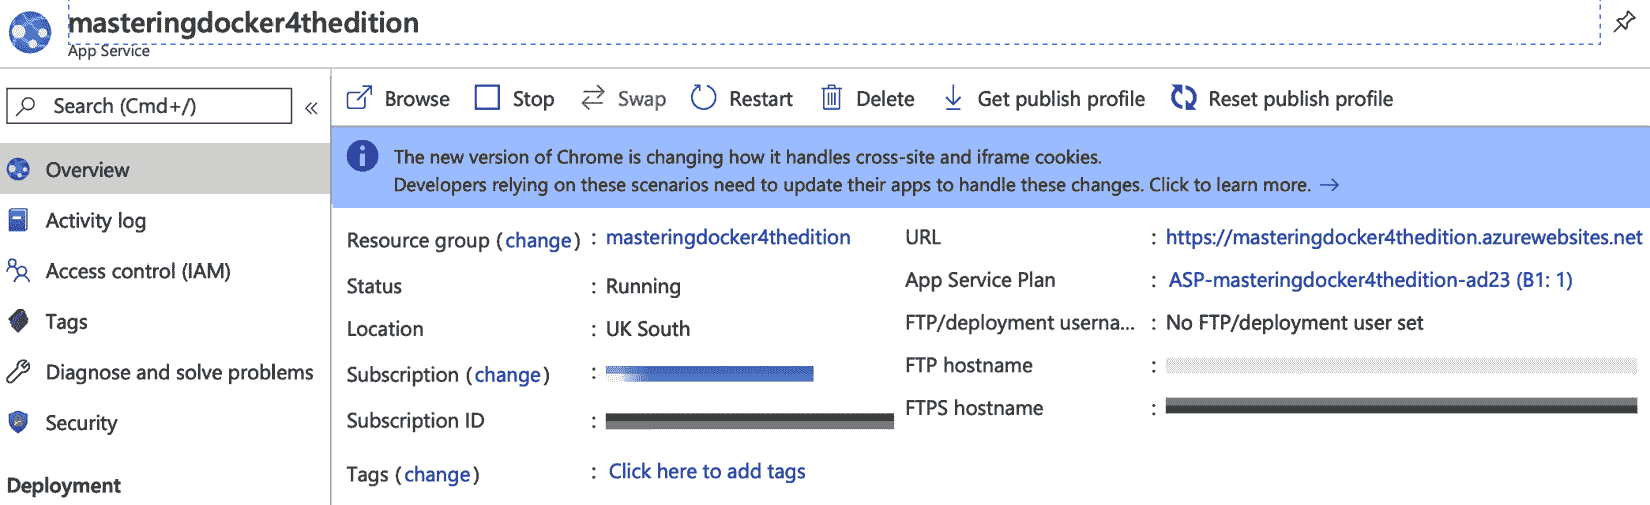 masteringdocker4thedition
App Service
Search (Cmd+/)
«
Browse Stop Swap Restart Delete Get publish profile Reset publish profile
The new version of Chrome is changing how it handles cross-site and iframe cookies.
Developers relying on these scenarios need to update their apps to handle these changes. Click to learn more. →
Overview
Activity log
Access control (IAM)
Tags
Diagnose and solve problems
Security
Deployment
Resource group (change) : masteringdocker4thedition
Status : Running
Location : UK South
Subscription (change) :
Subscription ID :
Tags (change) : Click here to add tags
URL : https://masteringdocker4thedition.azurewebsites.net
App Service Plan : ASP-masteringdocker4thedition-ad23 (B1: 1)
FTP/deployment userna... : No FTP/deployment user set
FTP hostname :
FTPS hostname :